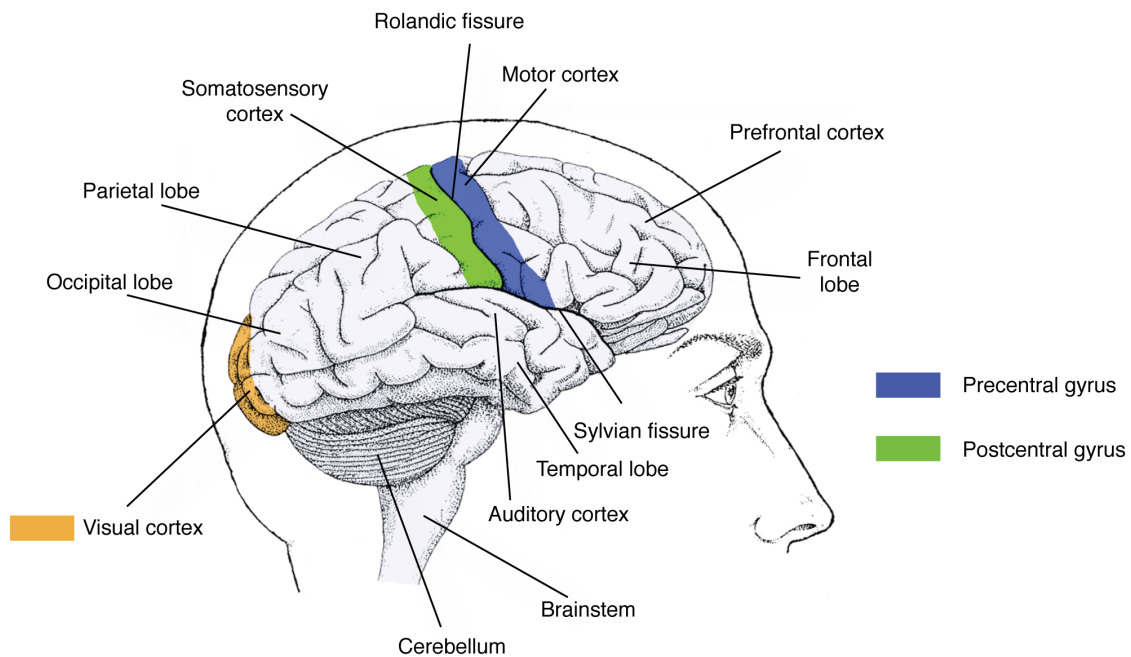 Rolandic fissure
Motor cortex
Somatosensory
cortex
Prefrontal cortex
Parietal lobe
Occipital lobe
Frontal
lobe
Precentral gyrus
Sylvian fissure
Postcentral gyrus
Temporal lobe
Auditory cortex
Visual cortex
Brainstem
Cerebellum